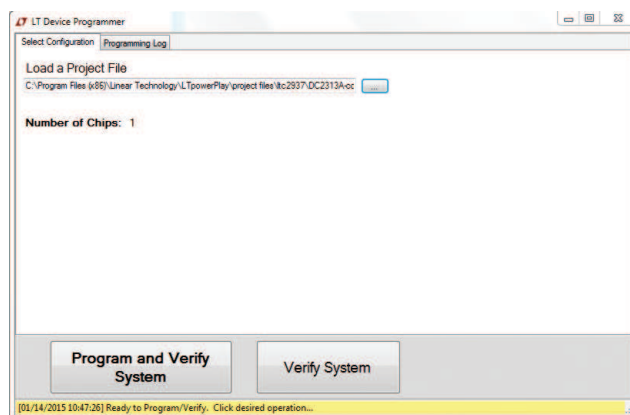 LT Device Programmer
Select Configuration Programming Log
Load a Project File
C:\Program Files (x86)\Linear Technology\LTpowerPlay\project files\ltc2937\DC2313A-cc ...
Number of Chips: 1
Program and Verify
System
Verify System
[01/14/2015 10:47:26] Ready to Program/Verify. Click desired operation...